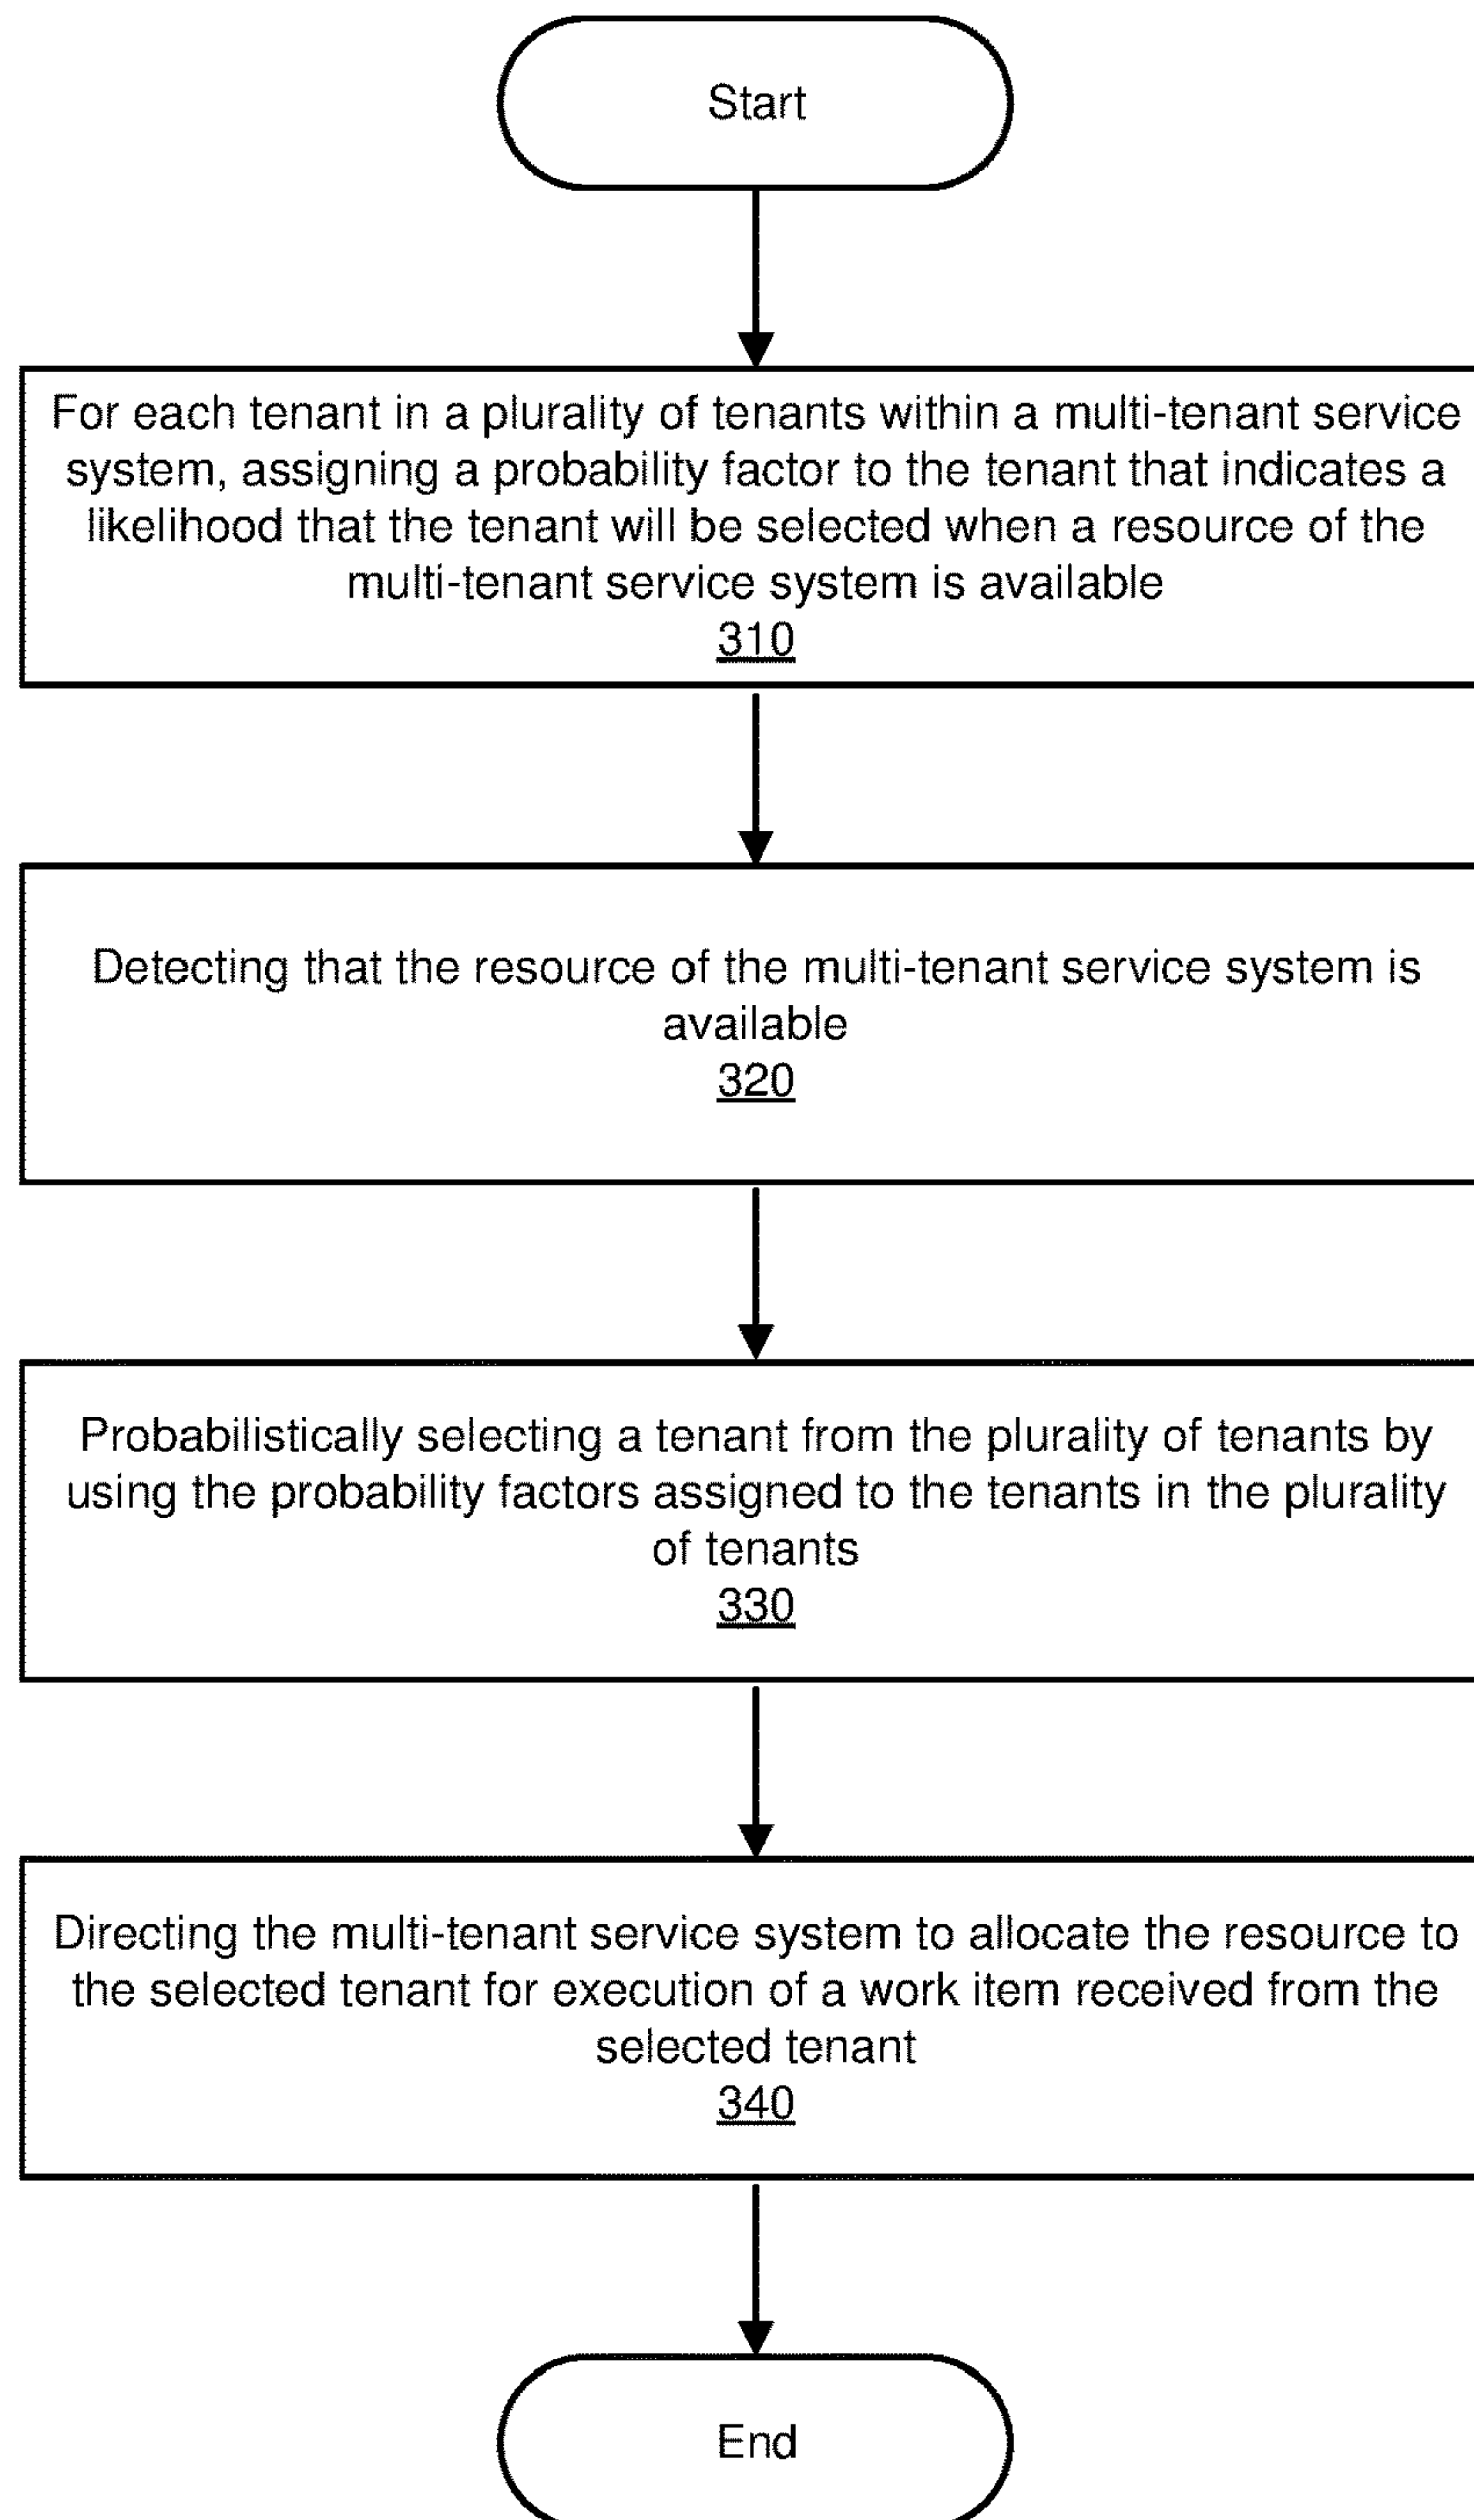 Start
For each tenant in a plurality of tenants within a multi-tenant service
system, assigning a probability factor to the tenant that indicates a
likelihood that the tenant will be selected when a resource of the
multi-tenant service system is available
310
Detecting that the resource of the multi-tenant service system is
available
320
Probabilistically selecting a tenant from the plurality of tenants by
using the probability factors assigned to the tenants in the plurality
of tenants
330
Directing the multi-tenant service system to allocate the resource to
the selected tenant for execution of a work item received from the
selected tenant
340
End